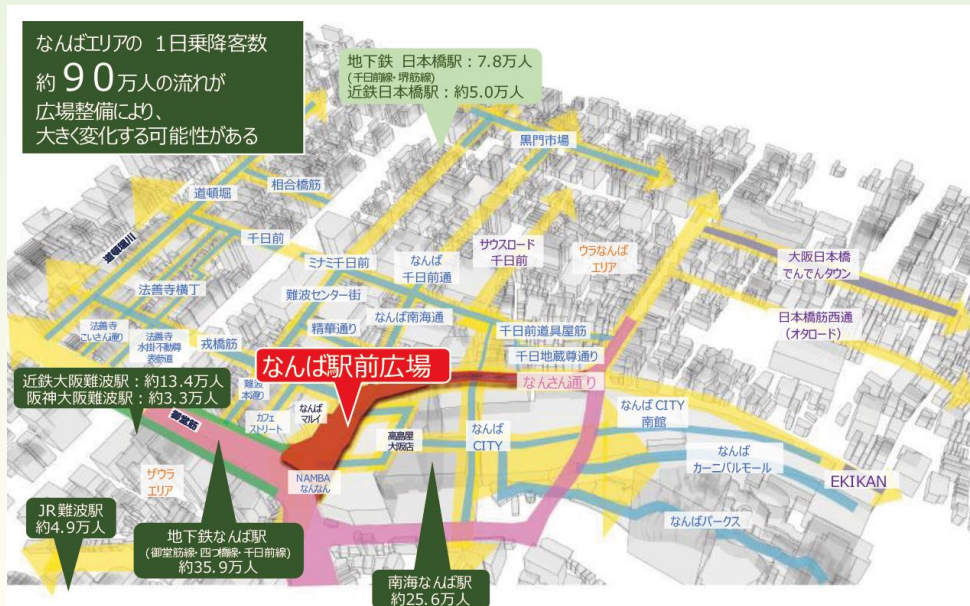 なんばエリアの 1日乗降客数
約90万人の流れが
広場整備により、
大きく変化する可能性がある
地下鉄 日本橋駅：7.8万人
(千日前線・堺筋線)
近鉄日本橋駅：約5.0万人
黒門市場
相合橋筋
道頓堀
道頓堀川
千日前
ミナミ千日前
なんば
千日前通
サウスロード
千日前
ウラなんば
エリア
大阪日本橋
でんでんタウン
法善寺横丁
難波センター街
なんば南海通
日本橋筋西通
(オタロード)
法善寺
こいさん通り
法善寺
水掛不動尊
表参道
戎橋筋
精華通り
千日前道具屋筋
千日地蔵尊通り
なんば駅前広場
なんさん通り
近鉄大阪難波駅：約13.4万人
阪神大阪難波駅：約3.3万人
御堂筋
難波
本通り
カフェ
ストリート
なんば
マルイ
高島屋
大阪店
なんば
CITY
なんばCITY
南館
なんば
カーニバルモール
EKIKAN
ザウラ
エリア
NAMBA
なんなん
なんばパークス
JR難波駅
約4.9万人
地下鉄なんば駅
(御堂筋線・四つ橋線・千日前線)
約35.9万人
南海なんば駅
約25.6万人